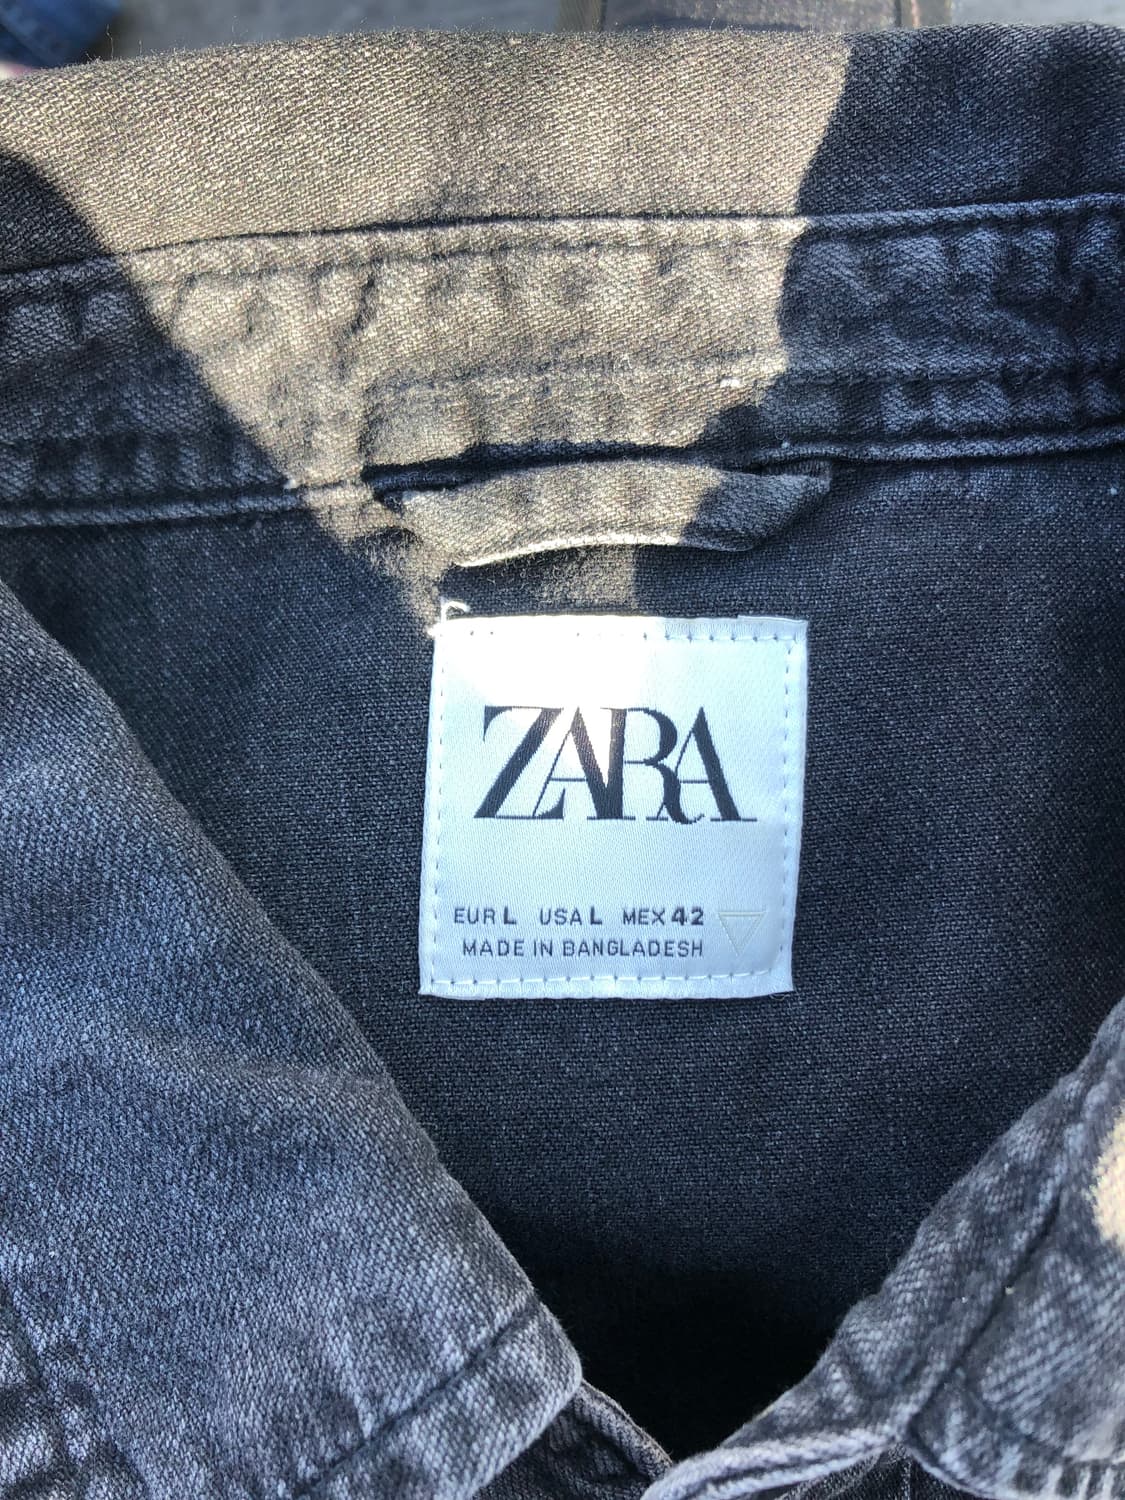 ZARA
EUR L USA L MEX 42
MADE IN BANGLADESH